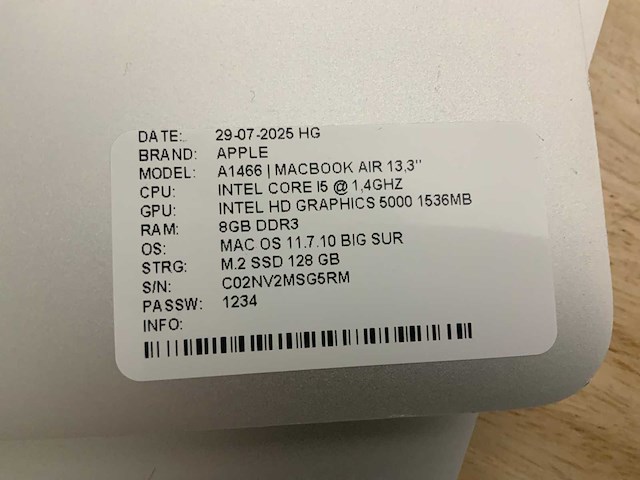 DATE: 29-07-2025 HG
BRAND: APPLE
MODEL: A1466 | MACBOOK AIR 13,3"
CPU: INTEL CORE I5 @ 1,4GHZ
GPU: INTEL HD GRAPHICS 5000 1536MB
RAM: 8GB DDR3
OS: MAC OS 11.7.10 BIG SUR
STRG: M.2 SSD 128 GB
S/N: C02NV2MSG5RM
PASSW: 1234
INFO: